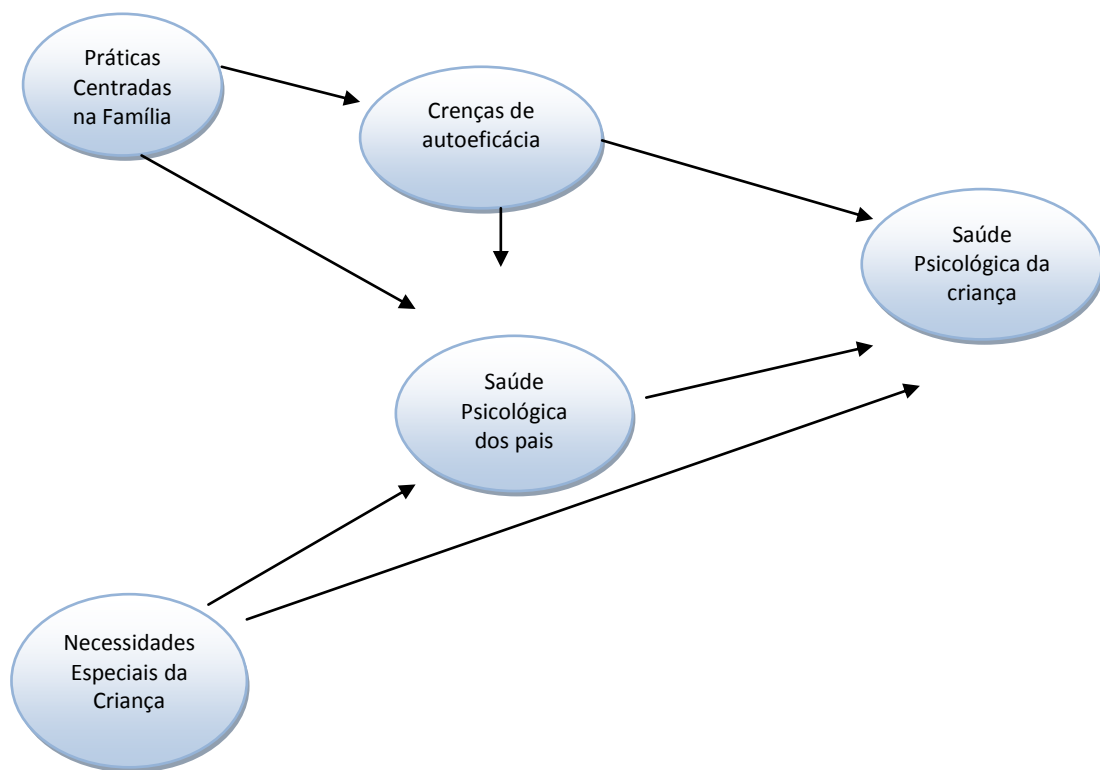 Práticas
Centradas
na Família
Crenças de
autoeficácia
Saúde
Psicológica da
criança
Saúde
Psicológica
dos pais
Necessidades
Especiais da
Criança